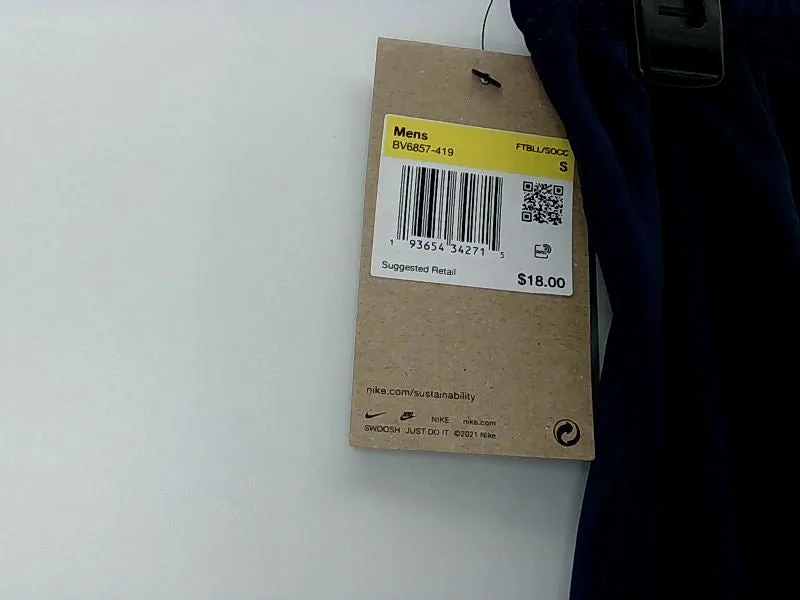 Mens
BV6857-419
FTBLL/SOCC
S
1 93654 34271 5
Suggested Retail
$18.00
nike.com/sustainability
NIKE nike.com
SWOOSH JUST DO IT ©2021 Nike